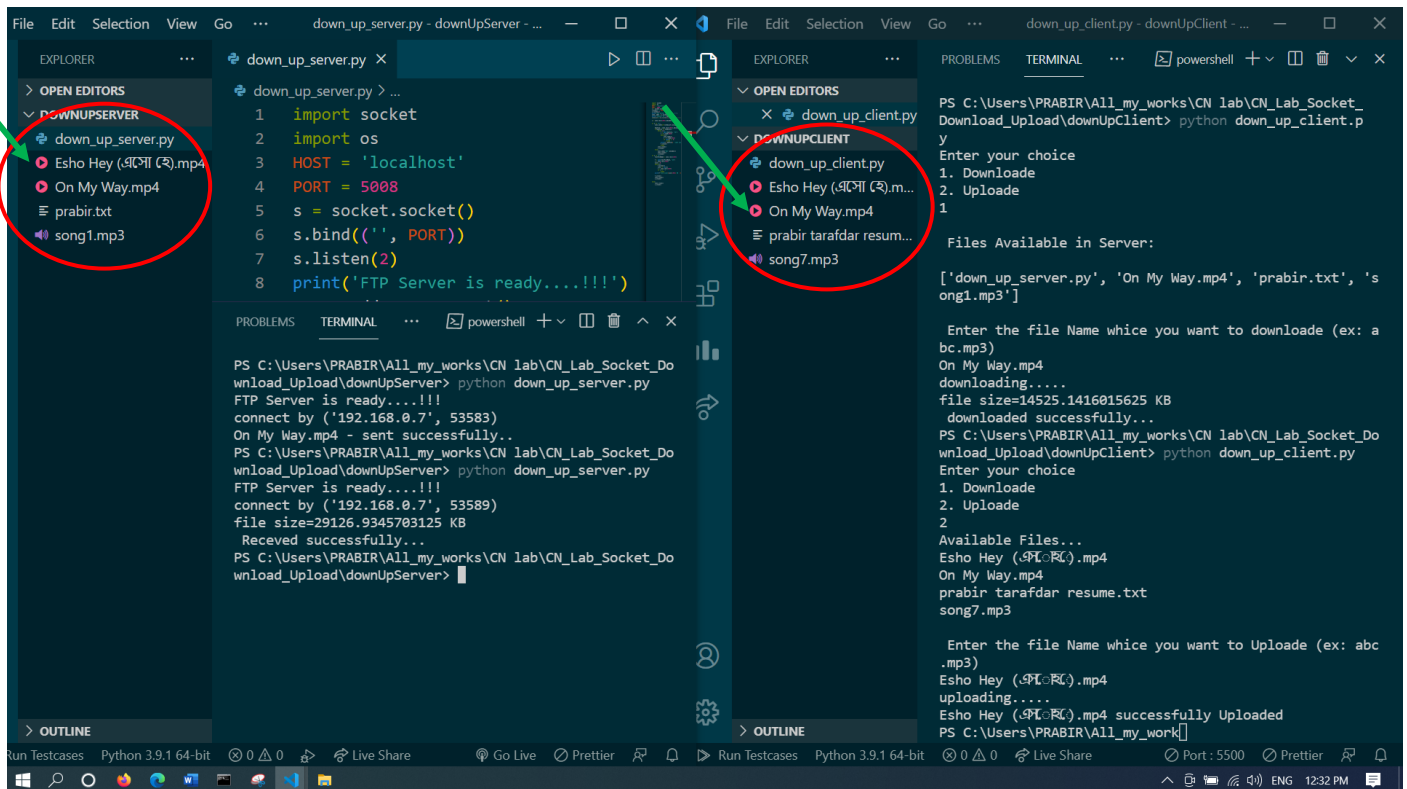 File Edit Selection View Go ··· down_up_server.py - downUpServer - ...
EXPLORER ···
> OPEN EDITORS
DOWNUPSERVER
down_up_server.py
Esho Hey (এসো হে).mp4
On My Way.mp4
prabir.txt
song1.mp3
> OUTLINE
down_up_server.py ×
down_up_server.py > ...
1 import socket
2 import os
3 HOST = 'localhost'
4 PORT = 5008
5 s = socket.socket()
6 s.bind(('', PORT))
7 s.listen(2)
8 print('FTP Server is ready....!!!')
PROBLEMS TERMINAL ··· powershell
PS C:\Users\PRABIR\All_my_works\CN lab\CN_Lab_Socket_Do
wnload_Upload\downUpServer> python down_up_server.py
FTP Server is ready....!!!
connect by ('192.168.0.7', 53583)
On My Way.mp4 - sent successfully..
PS C:\Users\PRABIR\All_my_works\CN lab\CN_Lab_Socket_Do
wnload_Upload\downUpServer> python down_up_server.py
FTP Server is ready....!!!
connect by ('192.168.0.7', 53589)
file size=29126.9345703125 KB
Receved successfully...
PS C:\Users\PRABIR\All_my_works\CN lab\CN_Lab_Socket_Do
wnload_Upload\downUpServer>
Run Testcases Python 3.9.1 64-bit 0 0 Live Share Go Live Prettier
File Edit Selection View Go ··· down_up_client.py - downUpClient - ...
EXPLORER ···
OPEN EDITORS
× down_up_client.py
DOWNUPCLIENT
down_up_client.py
Esho Hey (এসো হে).m...
On My Way.mp4
prabir tarafdar resum...
song7.mp3
> OUTLINE
PROBLEMS TERMINAL ··· powershell
PS C:\Users\PRABIR\All_my_works\CN lab\CN_Lab_Socket_
Download_Upload\downUpClient> python down_up_client.p
y
Enter your choice
1. Downloade
2. Uploade
1
Files Available in Server:
['down_up_server.py', 'On My Way.mp4', 'prabir.txt', 's
ong1.mp3']
Enter the file Name whice you want to downloade (ex: a
bc.mp3)
On My Way.mp4
downloading.....
file size=14525.1416015625 KB
downloaded successfully...
PS C:\Users\PRABIR\All_my_works\CN lab\CN_Lab_Socket_Do
wnload_Upload\downUpClient> python down_up_client.py
Enter your choice
1. Downloade
2. Uploade
2
Available Files...
Esho Hey (এসো হে).mp4
On My Way.mp4
prabir tarafdar resume.txt
song7.mp3
Enter the file Name whice you want to Uploade (ex: abc
.mp3)
Esho Hey (এসো হে).mp4
uploading.....
Esho Hey (এসো হে).mp4 successfully Uploaded
PS C:\Users\PRABIR\All_my_work
Run Testcases Python 3.9.1 64-bit 0 0 Live Share Port : 5500 Prettier
ENG 12:32 PM